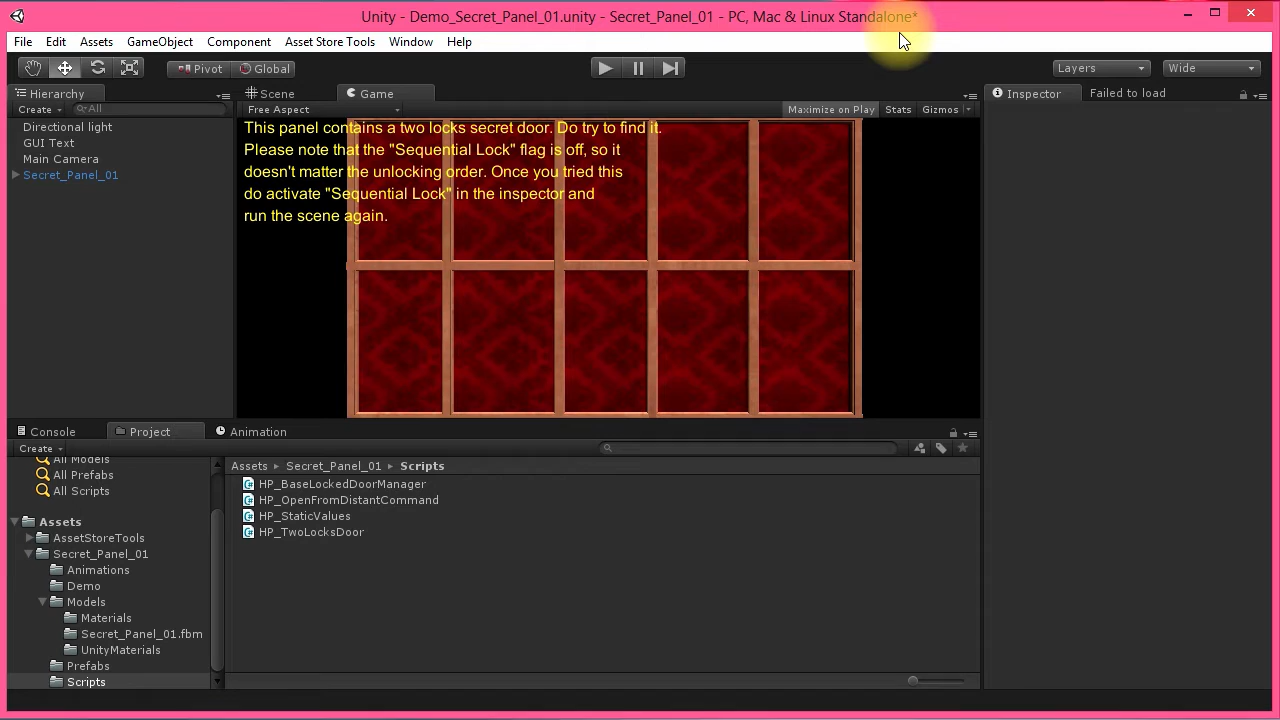 Unity - Demo_Secret_Panel_01.unity - Secret_Panel_01 - PC, Mac & Linux Standalone*
File Edit Assets GameObject Component Asset Store Tools Window Help
Pivot Global Layers Wide
Hierarchy
Create All
Directional light
GUI Text
Main Camera
Secret_Panel_01
Scene Game
Free Aspect Maximize on Play Stats Gizmos
This panel contains a two locks secret door. Do try to find it.
Please note that the "Sequential Lock" flag is off, so it
doesn't matter the unlocking order. Once you tried this
do activate "Sequential Lock" in the inspector and
run the scene again.
Inspector Failed to load
Console Project Animation
Create
All Models
All Prefabs
All Scripts
Assets
AssetStoreTools
Secret_Panel_01
Animations
Demo
Models
Materials
Secret_Panel_01.fbm
UnityMaterials
Prefabs
Scripts
Assets Secret_Panel_01 Scripts
HP_BaseLockedDoorManager
HP_OpenFromDistantCommand
HP_StaticValues
HP_TwoLocksDoor